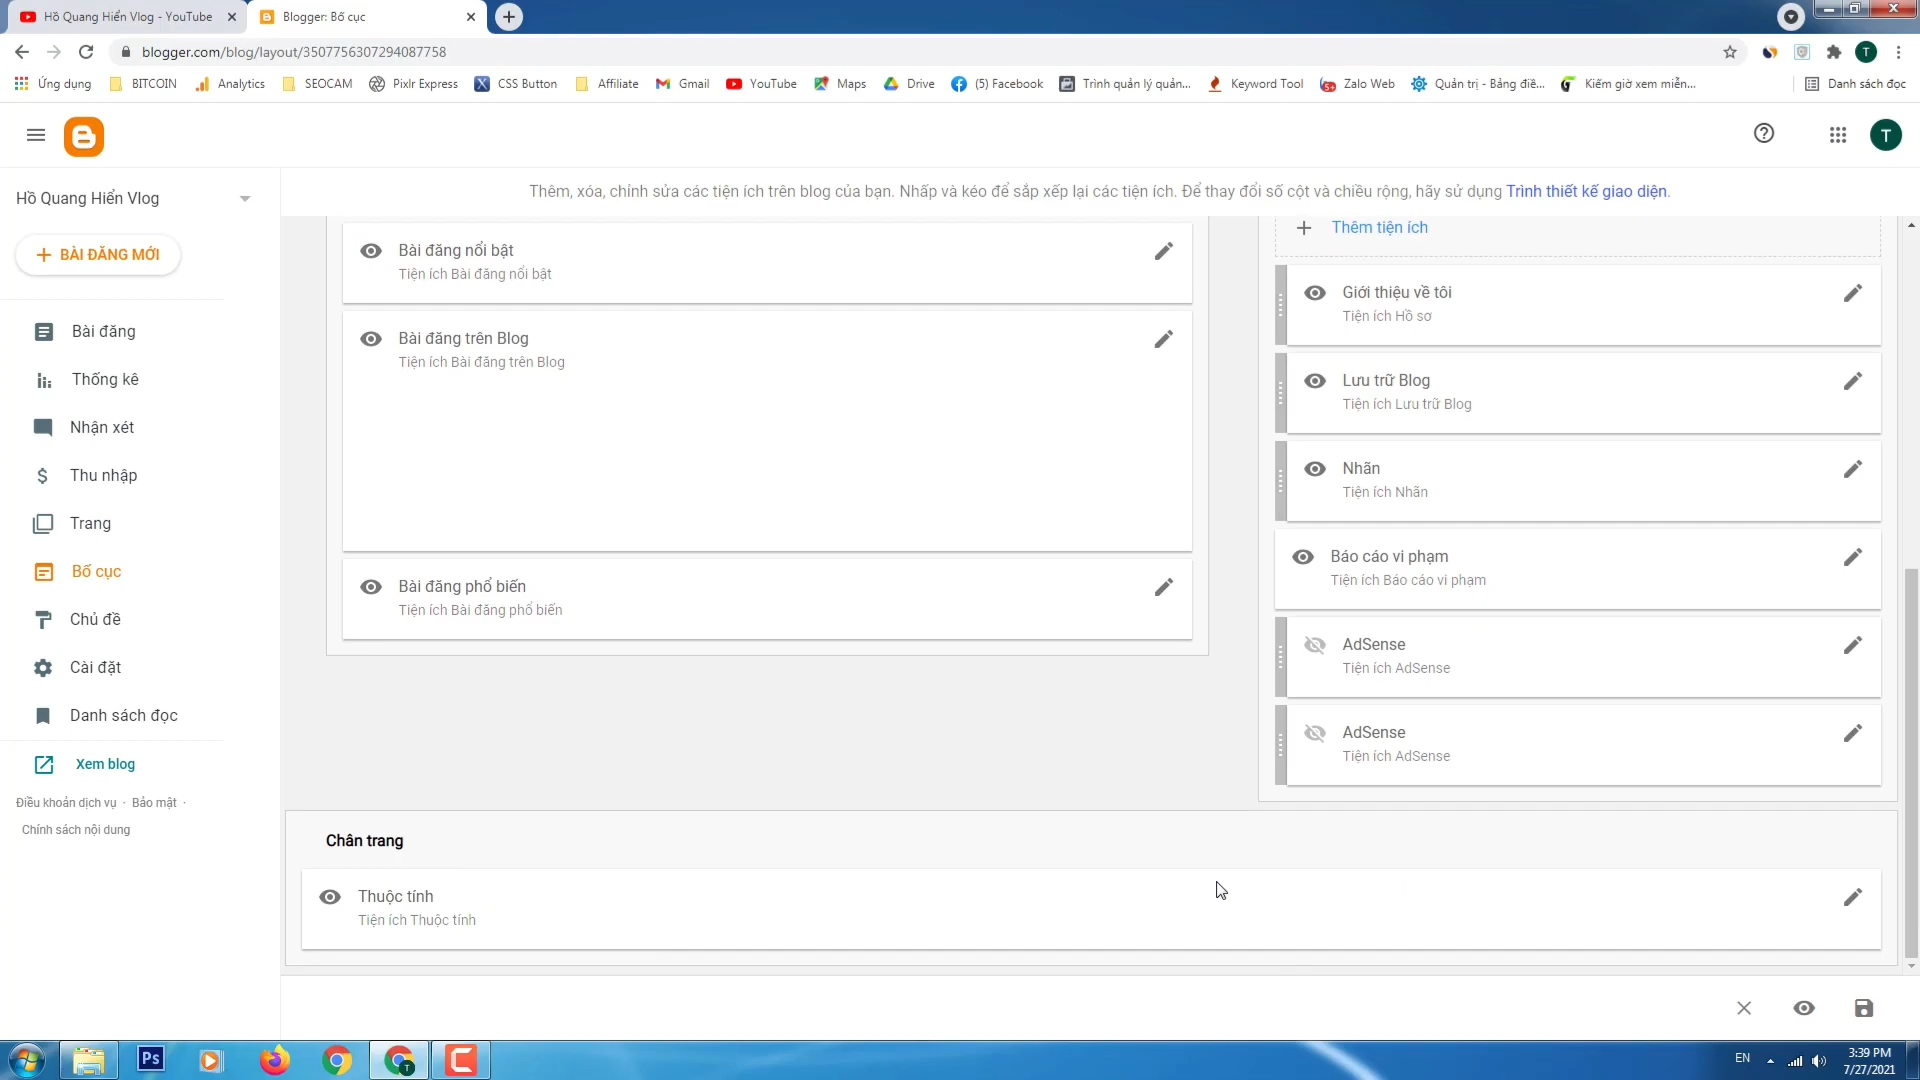 Hồ Quang Hiển Vlog - YouTube
Blogger: Bố cục
blogger.com/blog/layout/3507756307294087758
Ứng dụng
BITCOIN
Analytics
SEOCAM
Pixlr Express
CSS Button
Affiliate
Gmail
YouTube
Maps
Drive
(5) Facebook
Trình quản lý quản...
Keyword Tool
Zalo Web
Quản trị - Bảng điề...
Kiếm giờ xem miễn...
Danh sách đọc
T
Hồ Quang Hiển Vlog
Thêm, xóa, chỉnh sửa các tiện ích trên blog của bạn. Nhấp và kéo để sắp xếp lại các tiện ích. Để thay đổi số cột và chiều rộng, hãy sử dụng Trình thiết kế giao diện.
BÀI ĐĂNG MỚI
Bài đăng
Thống kê
Nhận xét
Thu nhập
Trang
Bố cục
Chủ đề
Cài đặt
Danh sách đọc
Xem blog
Điều khoản dịch vụ · Bảo mật ·
Chính sách nội dung
Bài đăng nổi bật
Tiện ích Bài đăng nổi bật
Bài đăng trên Blog
Tiện ích Bài đăng trên Blog
Bài đăng phổ biến
Tiện ích Bài đăng phổ biến
Thêm tiện ích
Giới thiệu về tôi
Tiện ích Hồ sơ
Lưu trữ Blog
Tiện ích Lưu trữ Blog
Nhãn
Tiện ích Nhãn
Báo cáo vi phạm
Tiện ích Báo cáo vi phạm
AdSense
Tiện ích AdSense
AdSense
Tiện ích AdSense
Chân trang
Thuộc tính
Tiện ích Thuộc tính
Ps
EN
3:39 PM
7/27/2021